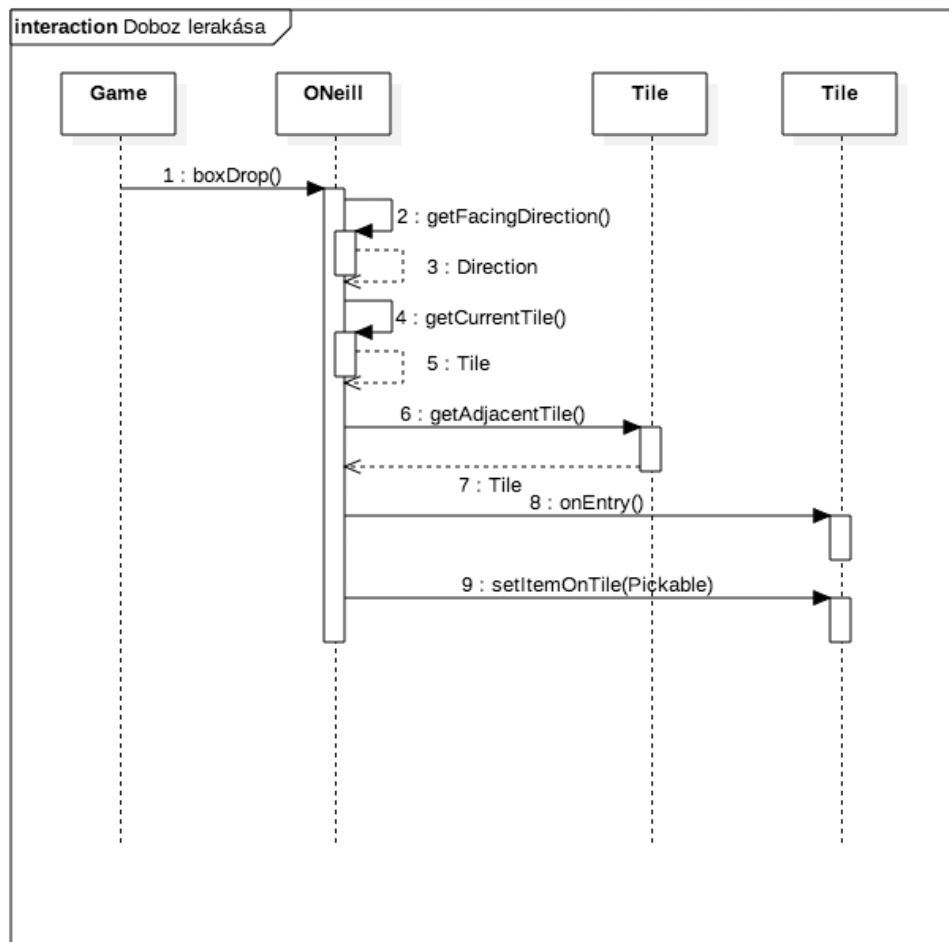 interaction Doboz lerakása
Game
ONeill
Tile
Tile
1 : boxDrop()
2 : getFacingDirection()
3 : Direction
4 : getCurrentTile()
5 : Tile
6 : getAdjacentTile()
7 : Tile
8 : onEntry()
9 : setItemOnTile(Pickable)